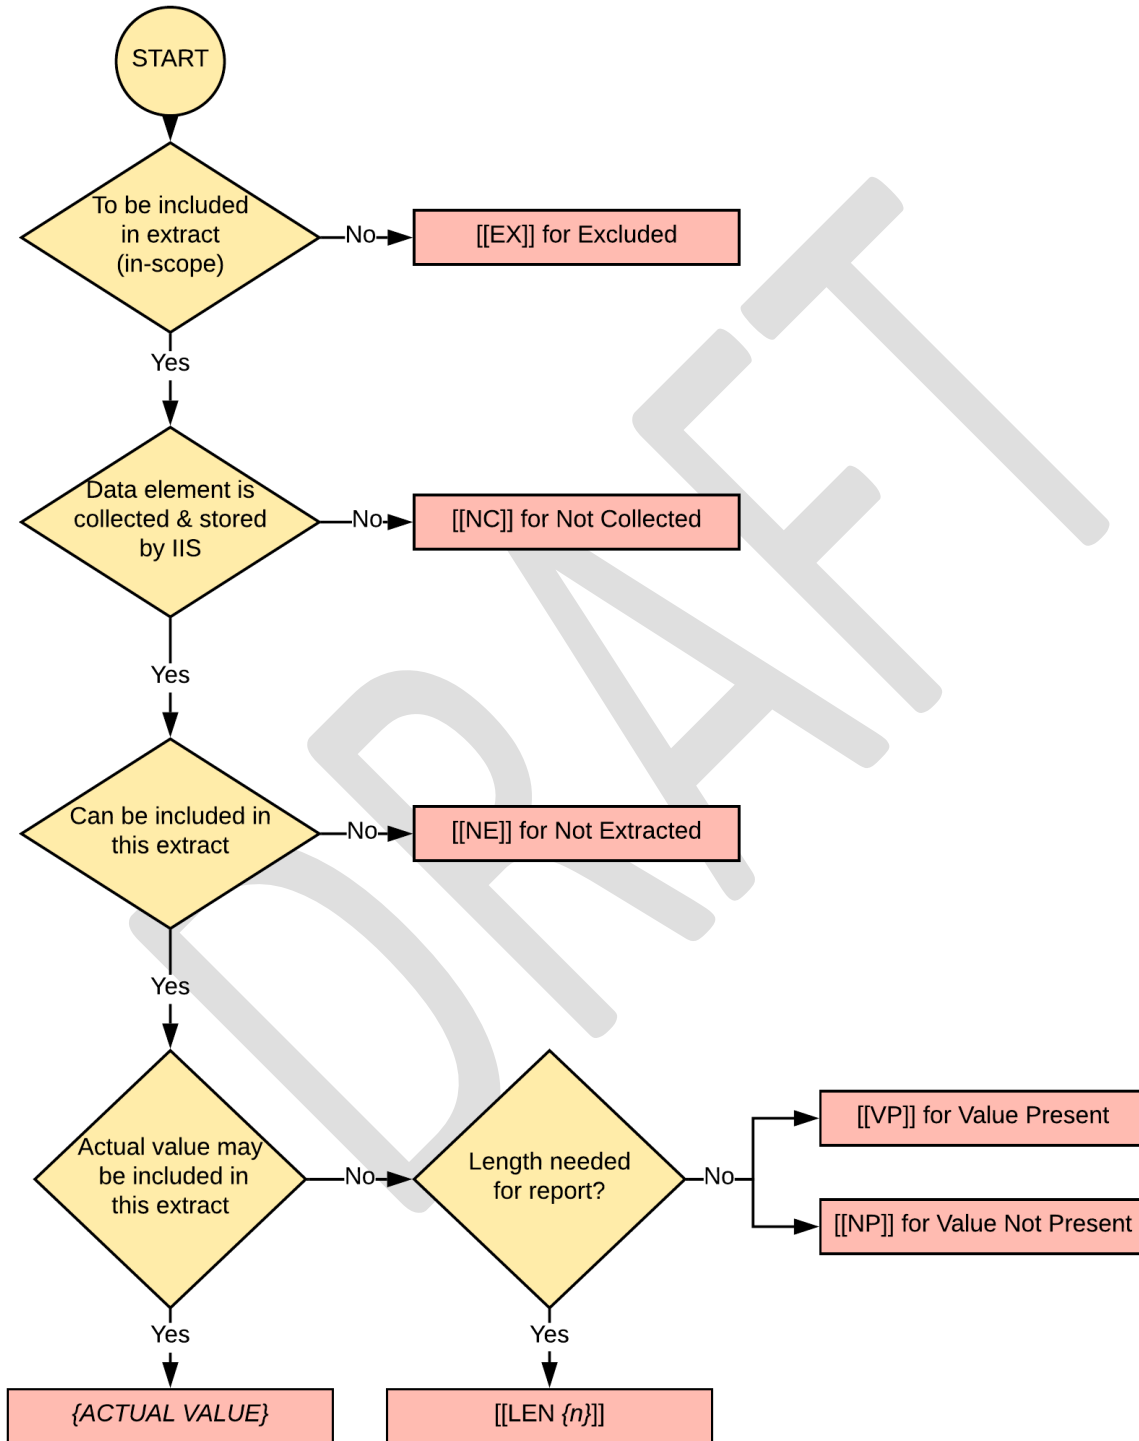 START
To be included
in extract
(in-scope)
No
[[EX]] for Excluded
Yes
Data element is
collected & stored
by IIS
No
[[NC]] for Not Collected
Yes
Can be included in
this extract
No
[[NE]] for Not Extracted
Yes
Actual value may
be included in
this extract
No
Length needed
for report?
No
[[VP]] for Value Present
[[NP]] for Value Not Present
Yes
Yes
{ACTUAL VALUE}
[[LEN {n}]]
DRAFT